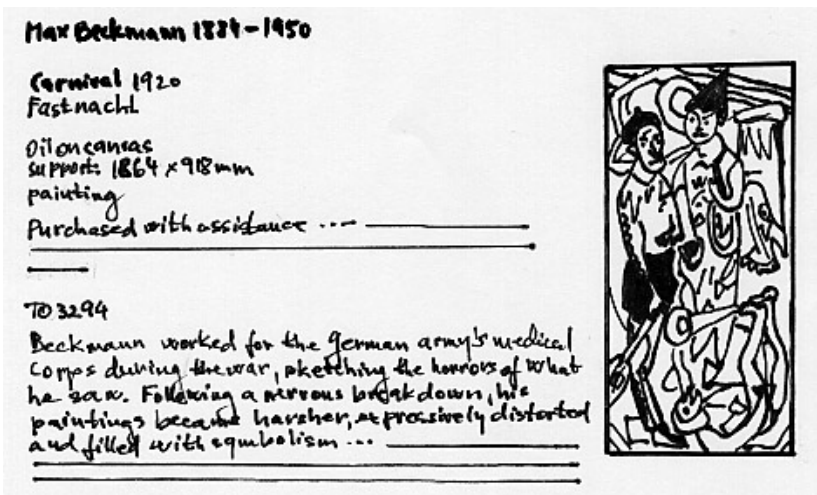 Max Beckmann 1884-1950
Carnival 1920
Fastnacht
Oil on canvas
support: 1864 x 918 mm
painting
Purchased with assistance ....
TO 3294
Beckmann worked for the German army's medical
corps during the war, sketching the horrors of what
he saw. Following a nervous breakdown, his
paintings became harsher, expressively distorted
and filled with symbolism ...